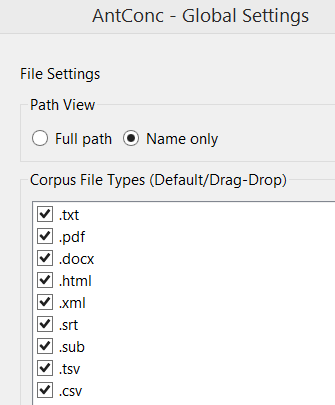 AntConc - Global Settings
File Settings
Path View
Full path Name only
Corpus File Types (Default/Drag-Drop)
.txt
.pdf
.docx
.html
.xml
.srt
.sub
.tsv
.csv